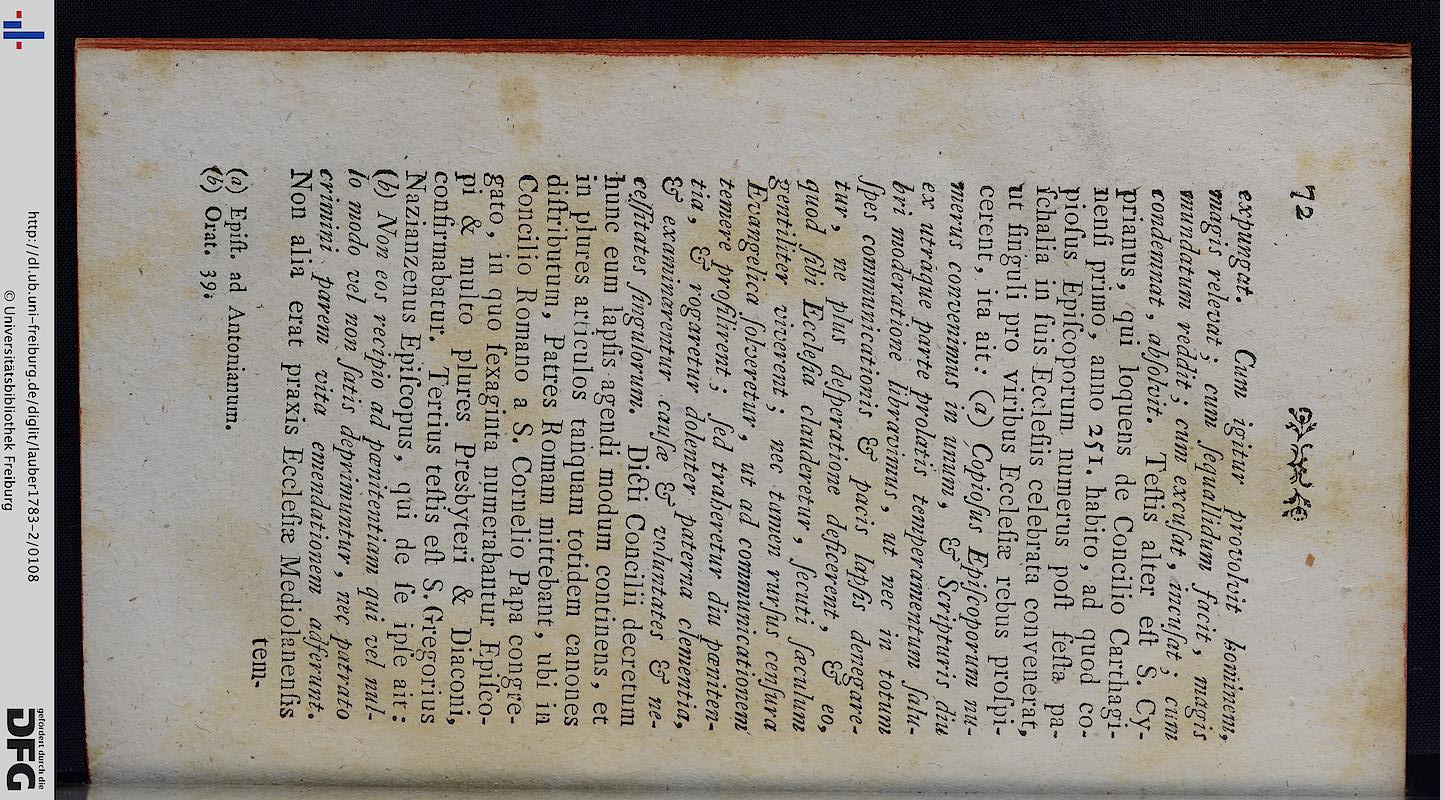 72
expungat. Cum igitur provolvit hominem,
magis relevat; cum ſequallidum facit, magis
mundatum reddit; cum excuſat, incuſat; cum
condemnat, abſolvit. Teſtis alter eſt S. Cy-
prianus, qui loquens de Concilio Carthagi-
nenſi primo, anno 251. habito, ad quod co-
pioſus Epiſcoporum numerus poſt feſta pa-
ſchalia in ſuis Eccleſiis celebrata convenerat,
ut ſinguli pro viribus Eccleſiæ rebus proſpi-
cerent, ita ait: (a) Copioſus Epiſcoporum nu-
merus convenimus in unum, & Scripturis diu
ex utràque parte prolatis temperamentum ſalu-
bri moderatione libravimus, ut nec in totum
ſpes communicationis & pacis lapſis denegare-
tur, ne plus deſperatione deficerent, & eo,
quod ſibi Eccleſia clauderetur, ſecuti ſæculum
gentiliter viverent; nec tamen rurſus cenſura
Evangelica ſolveretur, ut ad communicationem
temere proſilirent; ſed traheretur diu pœniten-
tia, & rogaretur dolenter paterna clementia,
& examinarentur cauſæ & voluntates & ne-
ceſſitates ſingulorum. Dicti Concilii decretum
hunc eum lapſis agendi modum continens, et
in plures articulos tanquam totidem canones
diſtributum, Patres Romam mittebant, ubi in
Concilio Romano a S. Cornelio Papa congre-
gato, in quo ſexaginta numerabantur Epiſco-
pi & multo plures Presbyteri & Diaconi,
confirmabatur. Tertius teſtis eſt S. Gregorius
Nazianzenus Epiſcopus, qui de ſe ipſe ait:
(b) Non eos recipio ad pœnitentiam qui vel nul-
lo modo vel non ſatis deprimuntur, nec patrato
crimini parem vita emendationem adferunt.
Non alia erat praxis Eccleſiæ Mediolanenſis
tem-
(a) Epiſt. ad Antonianum.
(b) Orat. 39.
http://dl.ub.uni-freiburg.de/diglit/lauber1783-2/0108
© Universitätsbibliothek Freiburg
gefördert durch die
DFG